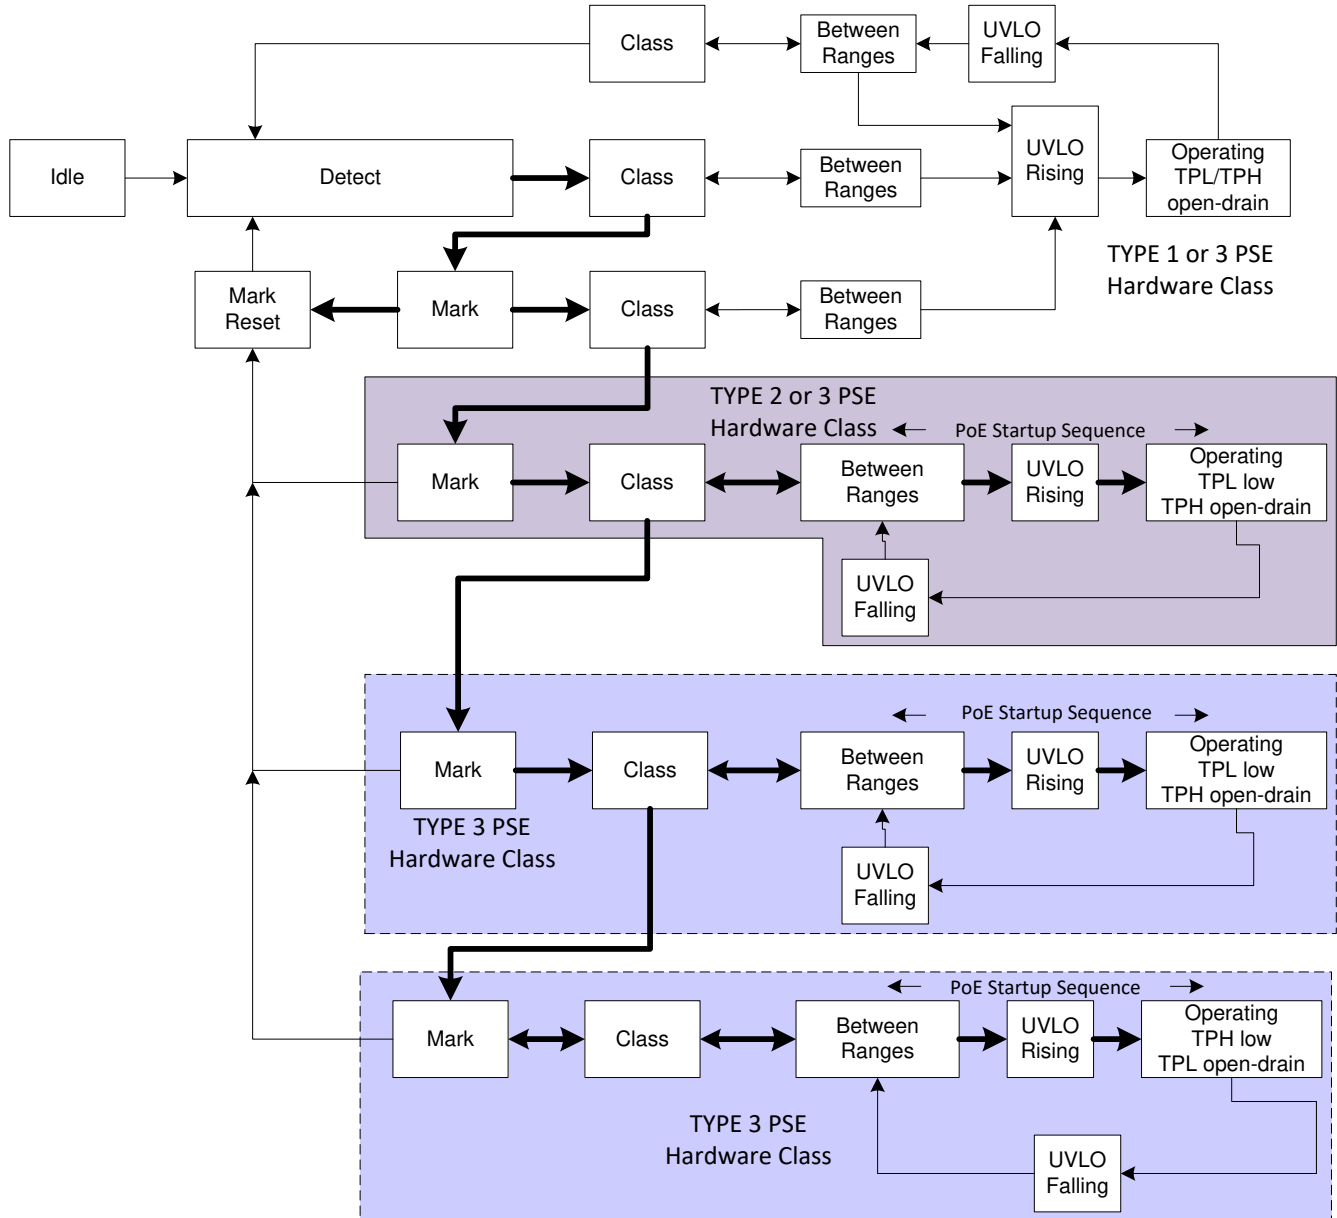 Class
Between
Ranges
UVLO
Falling
Idle
Detect
Class
Between
Ranges
UVLO
Rising
Operating
TPL/TPH
open-drain
TYPE 1 or 3 PSE
Hardware Class
Mark
Reset
Mark
Class
Between
Ranges
TYPE 2 or 3 PSE
Hardware Class
PoE Startup Sequence
Mark
Class
Between
Ranges
UVLO
Rising
Operating
TPL low
TPH open-drain
UVLO
Falling
PoE Startup Sequence
Mark
Class
Between
Ranges
UVLO
Rising
Operating
TPL low
TPH open-drain
TYPE 3 PSE
Hardware Class
UVLO
Falling
PoE Startup Sequence
Mark
Class
Between
Ranges
UVLO
Rising
Operating
TPH low
TPL open-drain
TYPE 3 PSE
Hardware Class
UVLO
Falling